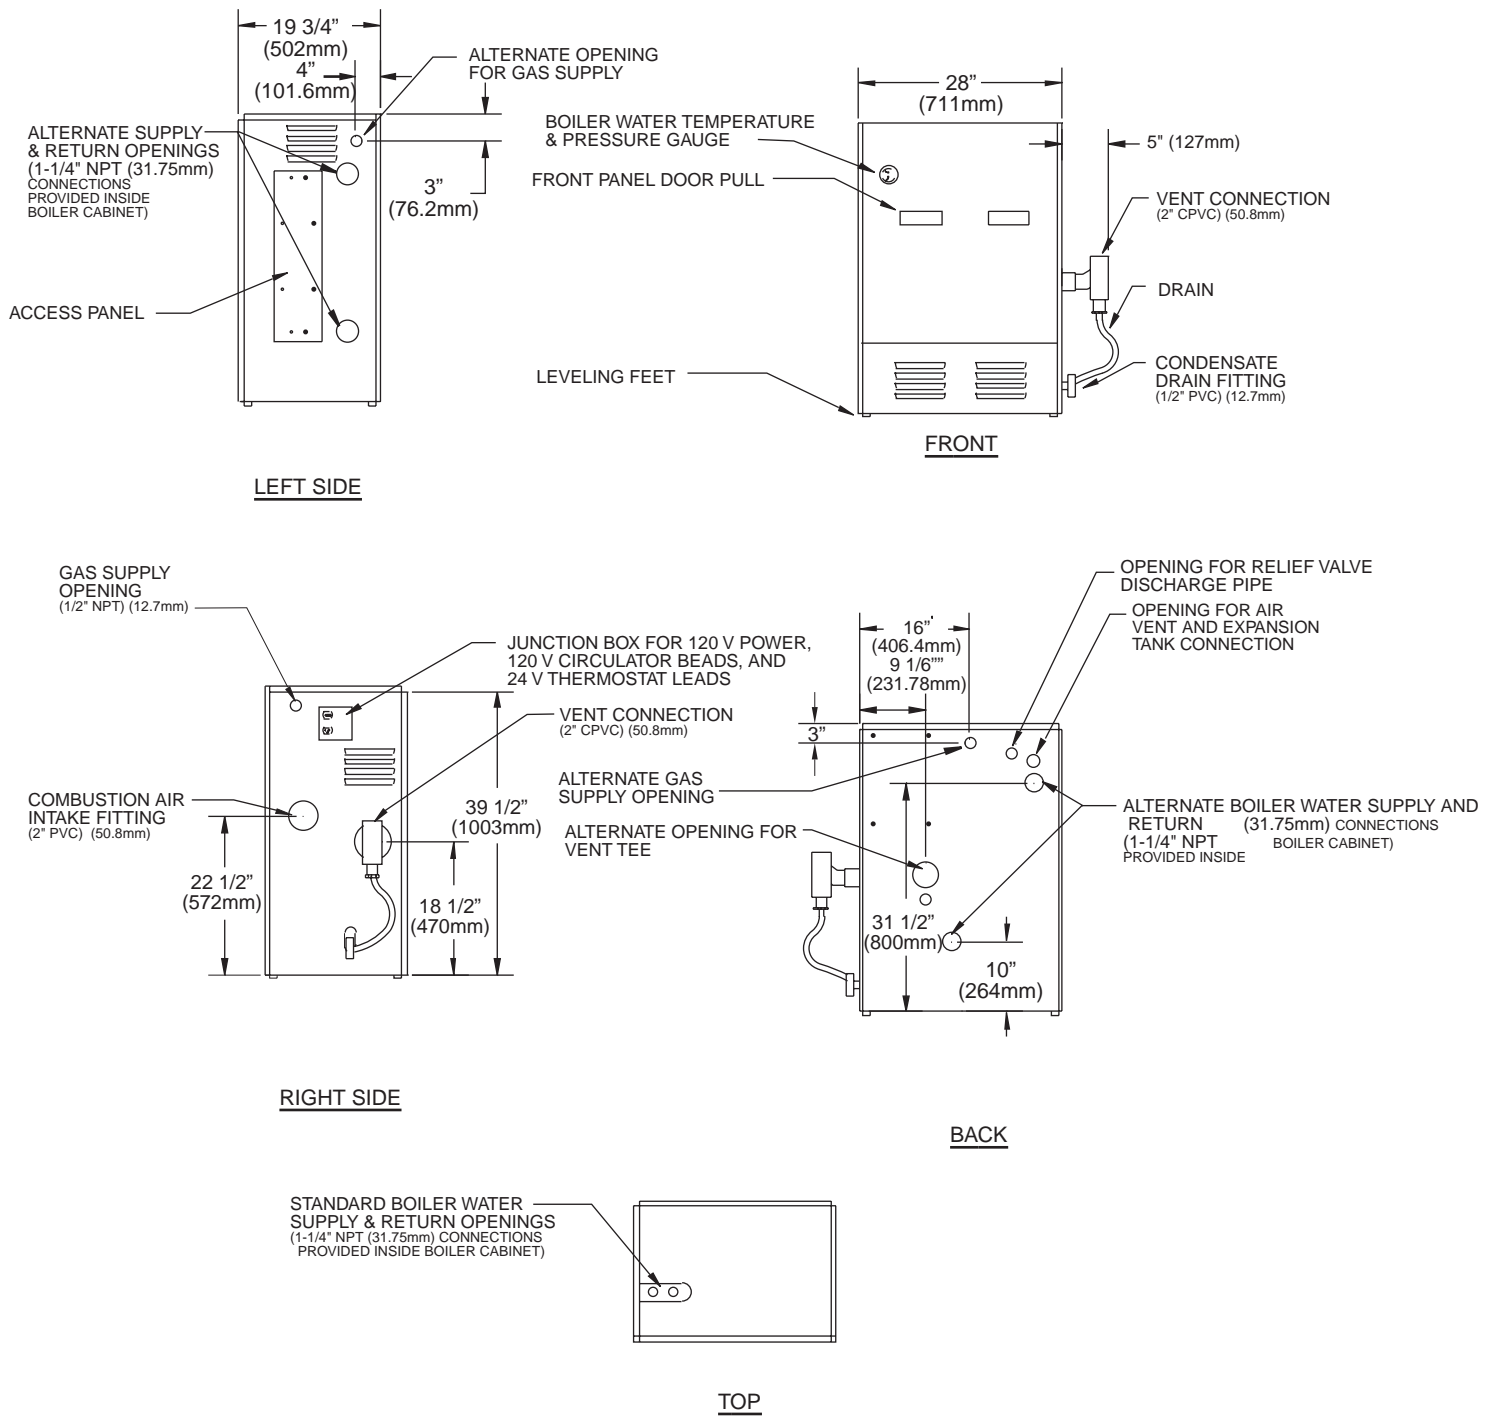 19 3/4”
(502mm)
4”
(101.6mm)
ALTERNATE OPENING
FOR GAS SUPPLY
ALTERNATE SUPPLY
& RETURN OPENINGS
(1-1/4" NPT (31.75mm)
CONNECTIONS
PROVIDED INSIDE
BOILER CABINET)
3”
(76.2mm)
ACCESS PANEL
LEFT SIDE
28”
(711mm)
BOILER WATER TEMPERATURE
& PRESSURE GAUGE
5" (127mm)
FRONT PANEL DOOR PULL
VENT CONNECTION
(2" CPVC) (50.8mm)
DRAIN
LEVELING FEET
CONDENSATE
DRAIN FITTING
(1/2" PVC) (12.7mm)
FRONT
GAS SUPPLY
OPENING
(1/2" NPT) (12.7mm)
JUNCTION BOX FOR 120 V POWER,
120 V CIRCULATOR BEADS, AND
24 V THERMOSTAT LEADS
VENT CONNECTION
(2" CPVC) (50.8mm)
COMBUSTION AIR
INTAKE FITTING
(2" PVC) (50.8mm)
39 1/2”
(1003mm)
22 1/2”
(572mm)
18 1/2”
(470mm)
RIGHT SIDE
OPENING FOR RELIEF VALVE
DISCHARGE PIPE
OPENING FOR AIR
VENT AND EXPANSION
TANK CONNECTION
16”
(406.4mm)
9 1/6””
(231.78mm)
3”
ALTERNATE GAS
SUPPLY OPENING
ALTERNATE OPENING FOR
VENT TEE
ALTERNATE BOILER WATER SUPPLY AND
RETURN (31.75mm) CONNECTIONS
(1-1/4" NPT BOILER CABINET)
PROVIDED INSIDE
31 1/2”
(800mm)
10”
(264mm)
BACK
STANDARD BOILER WATER
SUPPLY & RETURN OPENINGS
(1-1/4" NPT (31.75mm) CONNECTIONS
PROVIDED INSIDE BOILER CABINET)
TOP